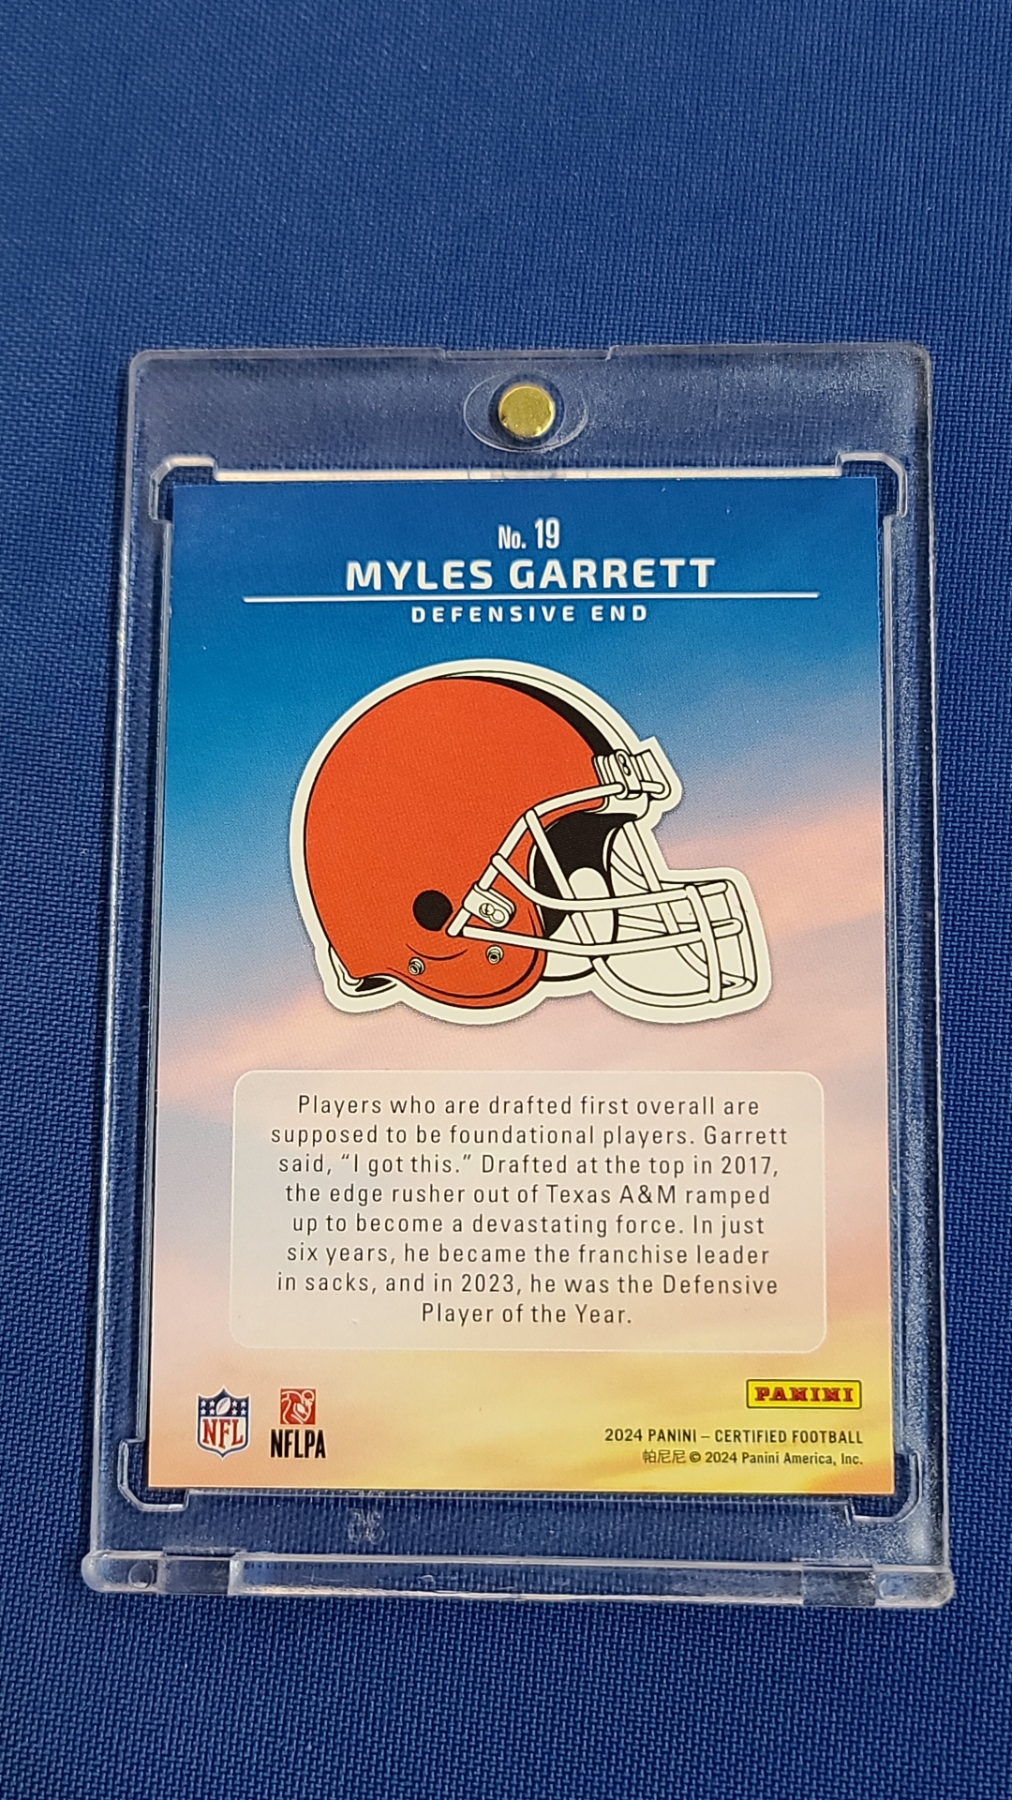 No. 19
MYLES GARRETT
DEFENSIVE END
Players who are drafted first overall are
supposed to be foundational players. Garrett
said, “I got this.” Drafted at the top in 2017,
the edge rusher out of Texas A&M ramped
up to become a devastating force. In just
six years, he became the franchise leader
in sacks, and in 2023, he was the Defensive
Player of the Year.
NFL
NFLPA
PANINI
2024 PANINI – CERTIFIED FOOTBALL
帕尼尼 © 2024 Panini America, Inc.